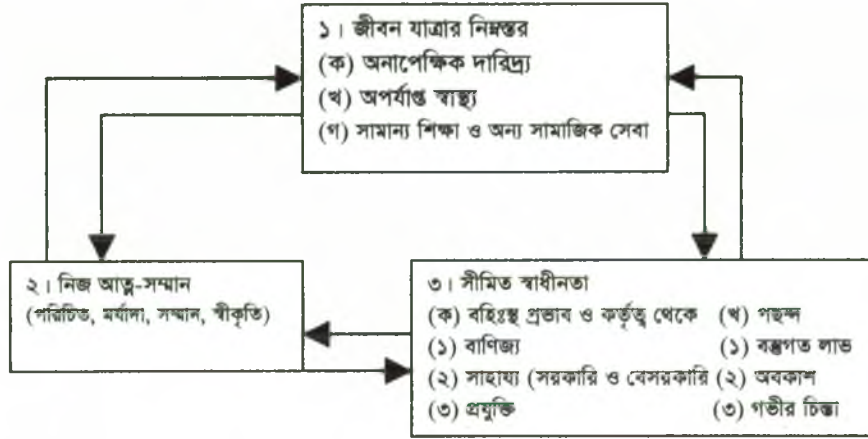 ১। জীবন যাত্রার নিম্নস্তর
(ক) অনাপেক্ষিক দারিদ্র্য
(খ) অপর্যাপ্ত স্বাস্থ্য
(গ) সামান্য শিক্ষা ও অন্য সামাজিক সেবা
২। নিজ আত্ন-সম্মান
(পরিচিত, মর্যাদা, সম্মান, স্বীকৃতি)
৩। সীমিত স্বাধীনতা
(ক) বহিঃস্থ প্রভাব ও কর্তৃত্ব থেকে (খ) পছন্দ
(১) বাণিজ্য (১) বস্তুগত লাভ
(২) সাহায্য (সরকারি ও বেসরকারি (২) অবকাশ
(৩) প্রযুক্তি (৩) গভীর চিন্তা